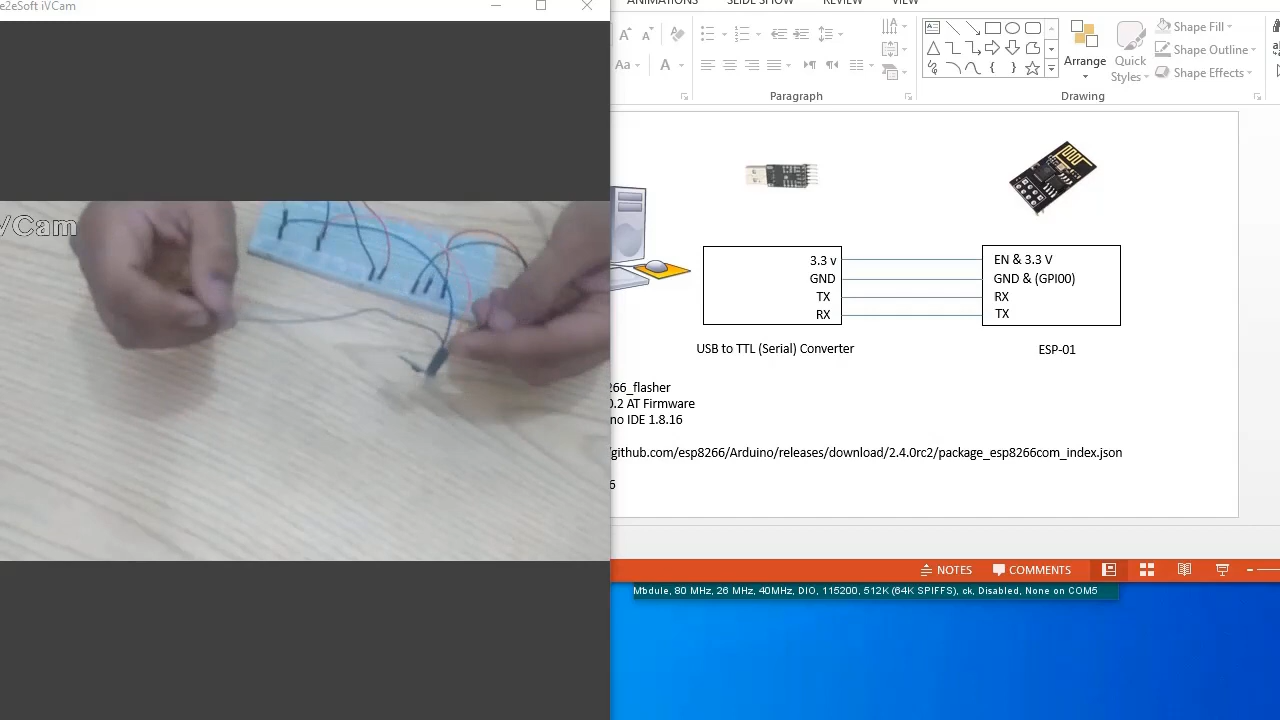 e2eSoft iVCam
ANIMATIONS SLIDE SHOW REVIEW VIEW
Aa
A
Paragraph
Arrange
Quick
Styles
Shape Fill
Shape Outline
Shape Effects
Drawing
VCam
3.3 v
GND
TX
RX
EN & 3.3 V
GND & (GPI00)
RX
TX
USB to TTL (Serial) Converter
ESP-01
266_flasher
0.2 AT Firmware
no IDE 1.8.16
/github.com/esp8266/Arduino/releases/download/2.4.0rc2/package_esp8266com_index.json
6
NOTES
COMMENTS
Module, 80 MHz, 26 MHz, 40MHz, DIO, 115200, 512K (64K SPIFFS), ck, Disabled, None on COM5